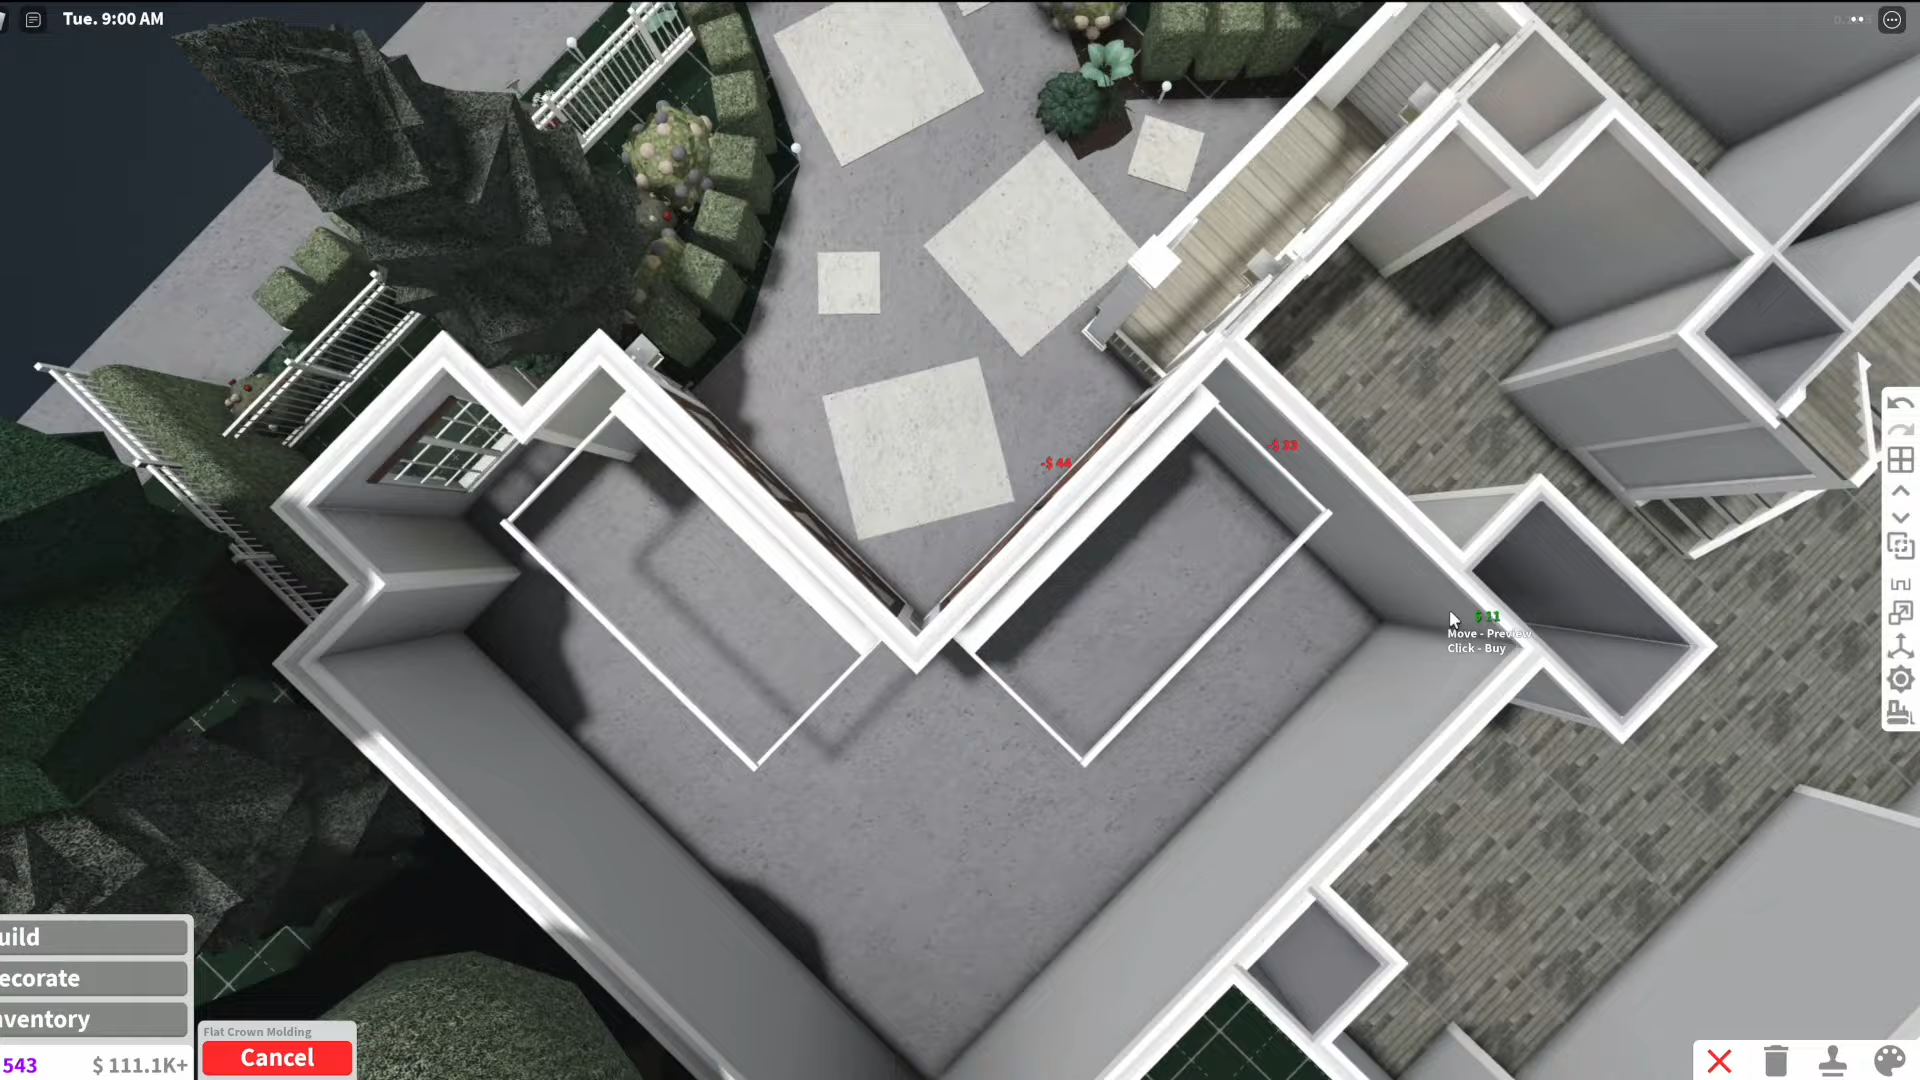 Tue. 9:00 AM
-$ 44
-$ 33
$ 11
Move - Preview
Click - Buy
uild
ecorate
nventory
543
$ 111.1K+
Flat Crown Molding
Cancel